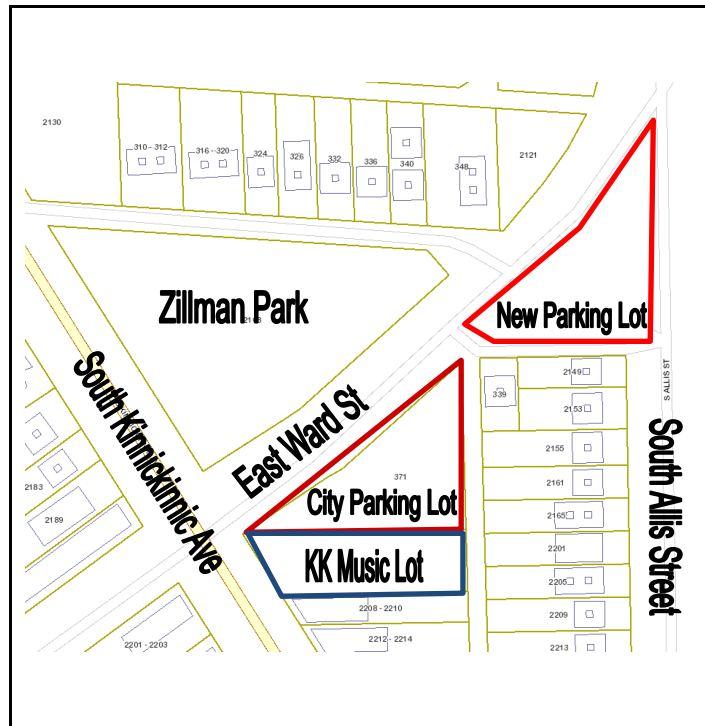 2130
310 - 312
316 - 320
324
326
332
336
340
348
2121
Zillman Park
New Parking Lot
South Kinnickinnic Ave
East Ward St
371
City Parking Lot
KK Music Lot
339
2149
2153
2155
2161
2165
2201
2205
2209
2213
S ALLIS ST
South Allis Street
2183
2189
2208 - 2210
2212 - 2214
2201 - 2203